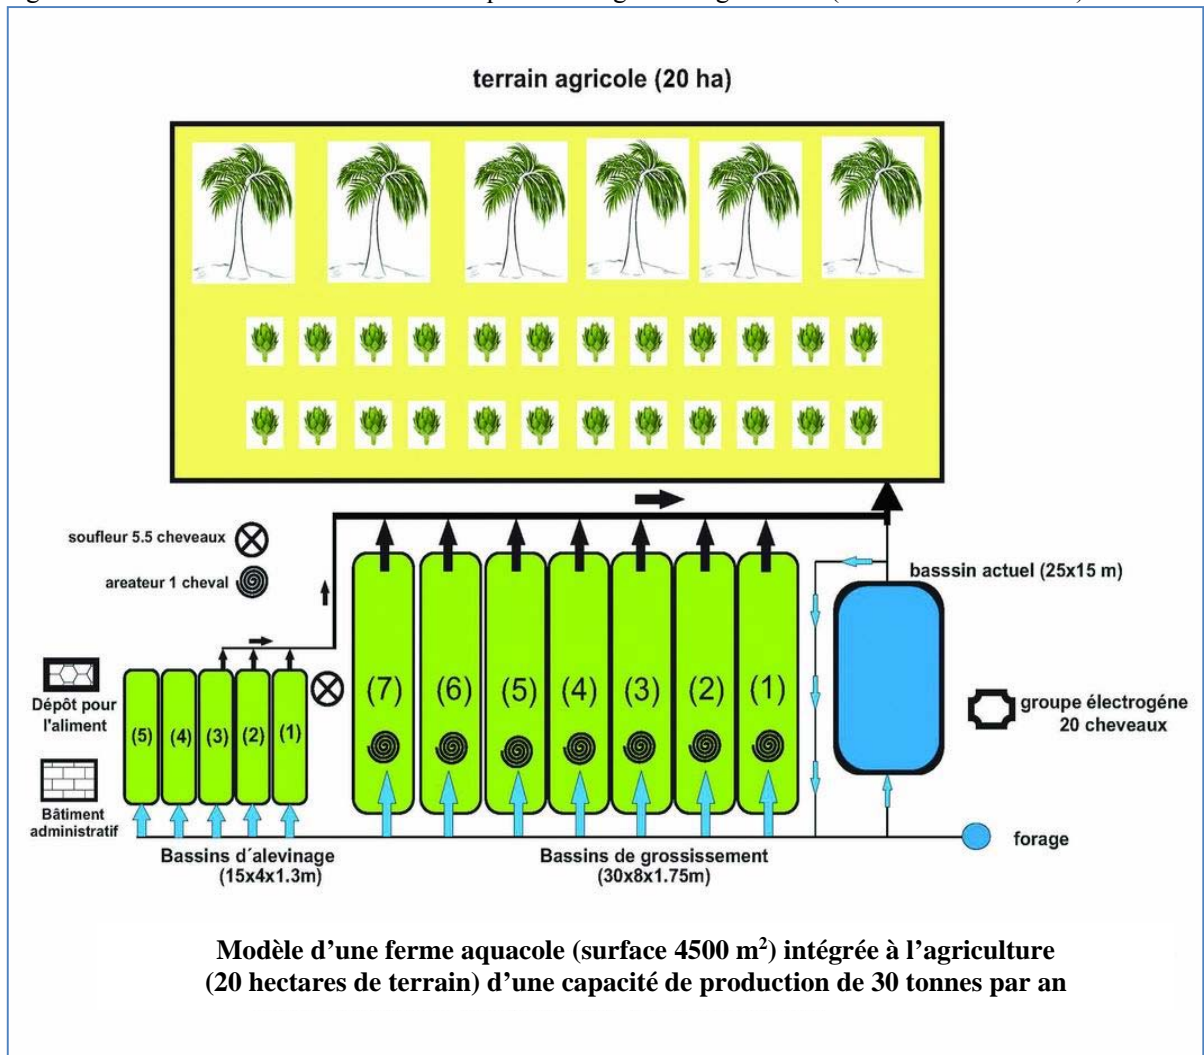 terrain agricole (20 ha)
soufleur 5.5 cheveaux
areateur 1 cheval
basssin actuel (25x15 m)
Dépôt pour
l'aliment
(5)
(4)
(3)
(2)
(1)
(7)
(6)
(5)
(4)
(3)
(2)
(1)
groupe électrogéne
20 cheveaux
Bâtiment
administratif
forage
Bassins d´alevinage
(15x4x1.3m)
Bassins de grossissement
(30x8x1.75m)
Modèle d’une ferme aquacole (surface 4500 m²) intégrée à l’agriculture
(20 hectares de terrain) d’une capacité de production de 30 tonnes par an